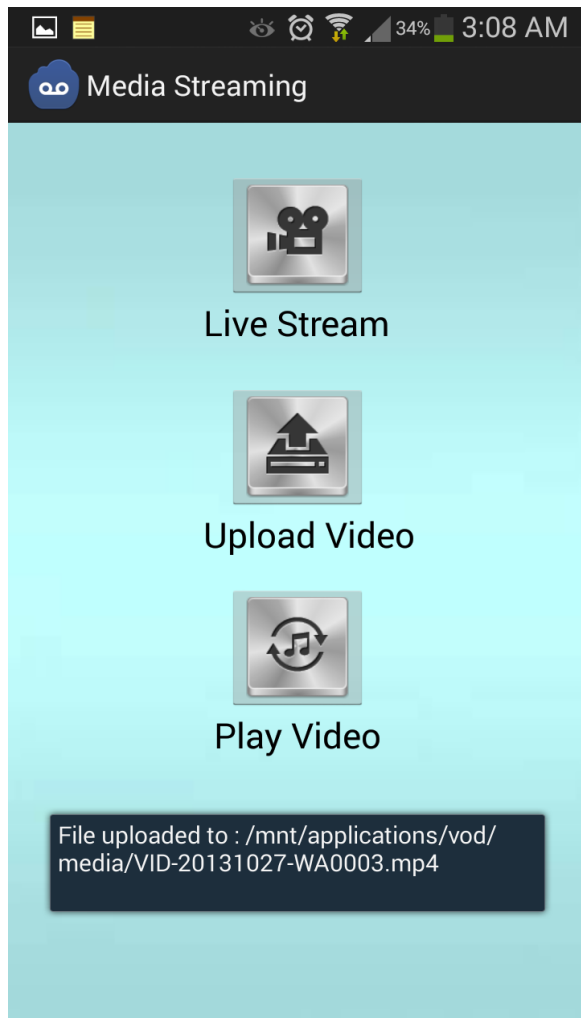 34% 3:08 AM
Media Streaming
Live Stream
Upload Video
Play Video
File uploaded to : /mnt/applications/vod/
media/VID-20131027-WA0003.mp4